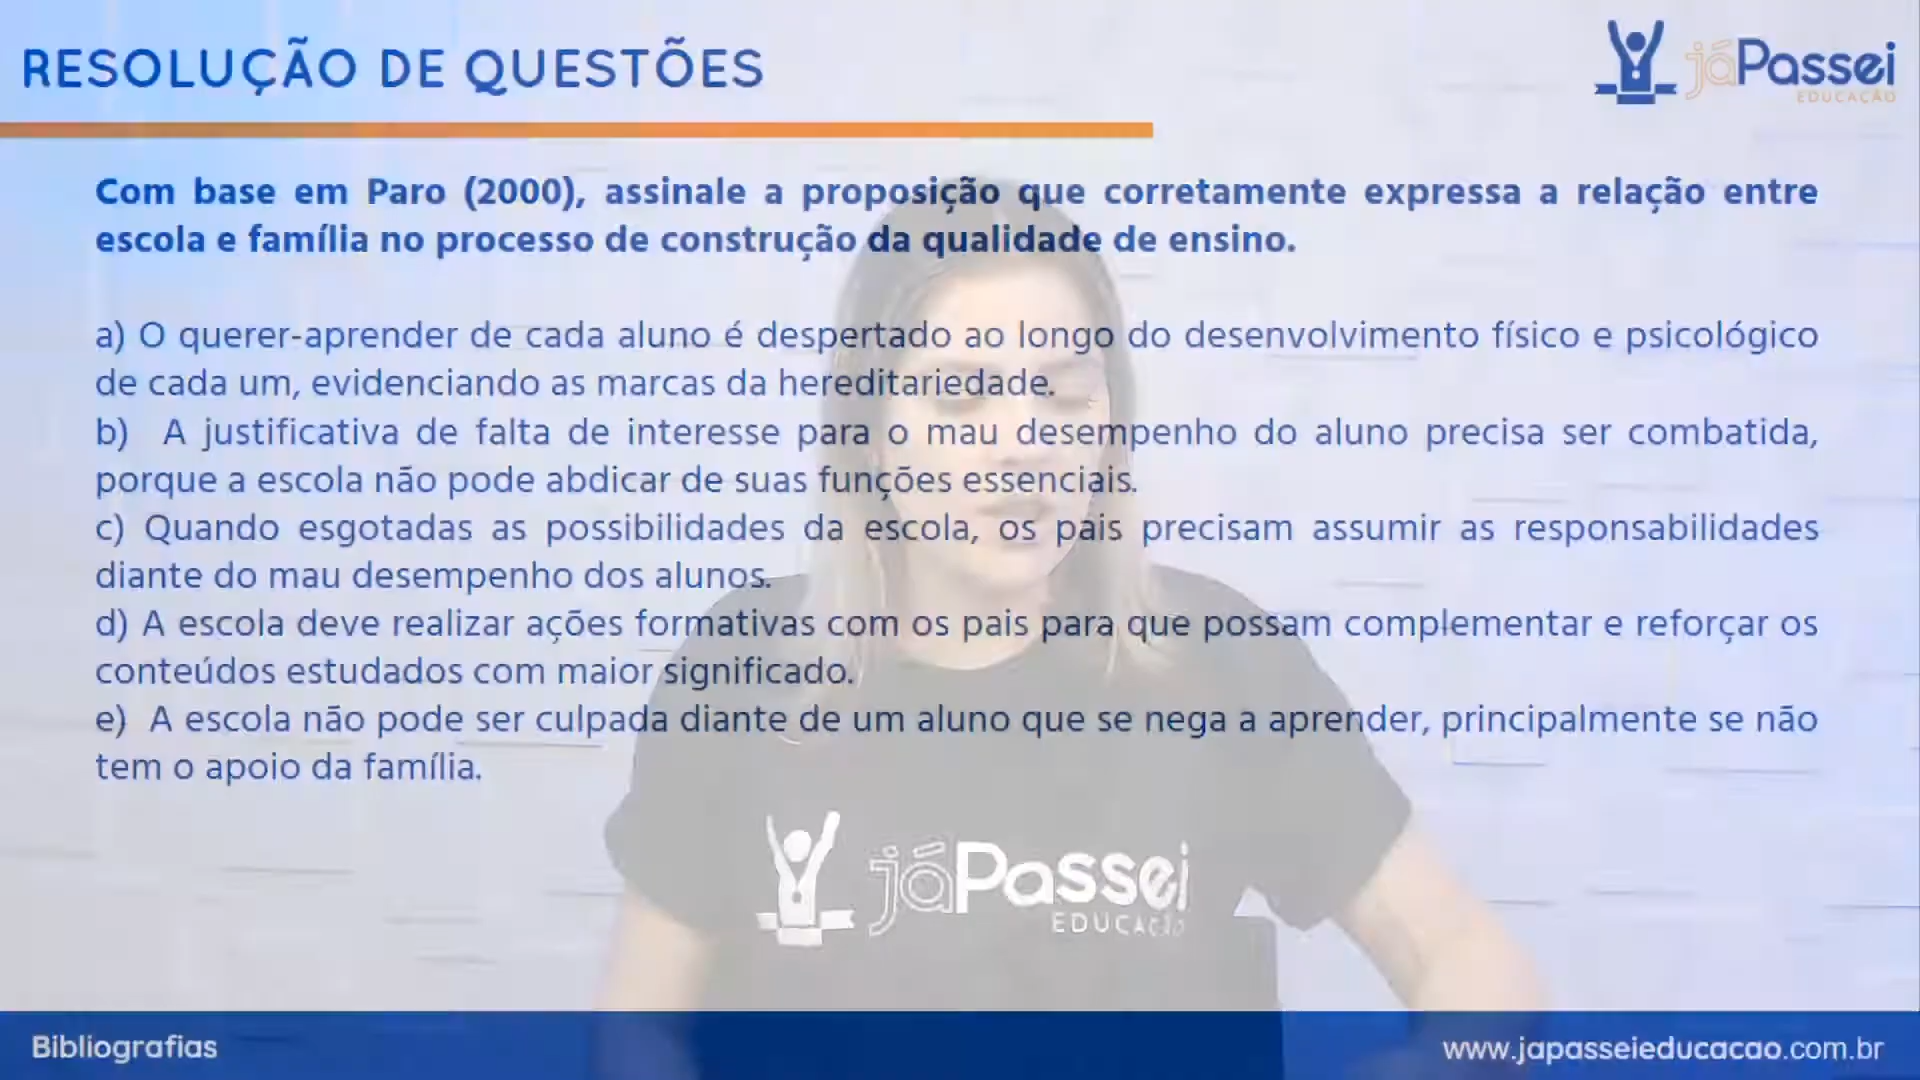 RESOLUÇÃO DE QUESTÕES
jáPassei
EDUCAÇÃO
Com base em Paro (2000), assinale a proposição que corretamente expressa a relação entre
escola e família no processo de construção da qualidade de ensino.
a) O querer-aprender de cada aluno é despertado ao longo do desenvolvimento físico e psicológico
de cada um, evidenciando as marcas da hereditariedade.
b) A justificativa de falta de interesse para o mau desempenho do aluno precisa ser combatida,
porque a escola não pode abdicar de suas funções essenciais.
c) Quando esgotadas as possibilidades da escola, os pais precisam assumir as responsabilidades
diante do mau desempenho dos alunos.
d) A escola deve realizar ações formativas com os pais para que possam complementar e reforçar os
conteúdos estudados com maior significado.
e) A escola não pode ser culpada diante de um aluno que se nega a aprender, principalmente se não
tem o apoio da família.
jáPassei
EDUCAÇÃO
Bibliografias
www.japasseieducacao.com.br